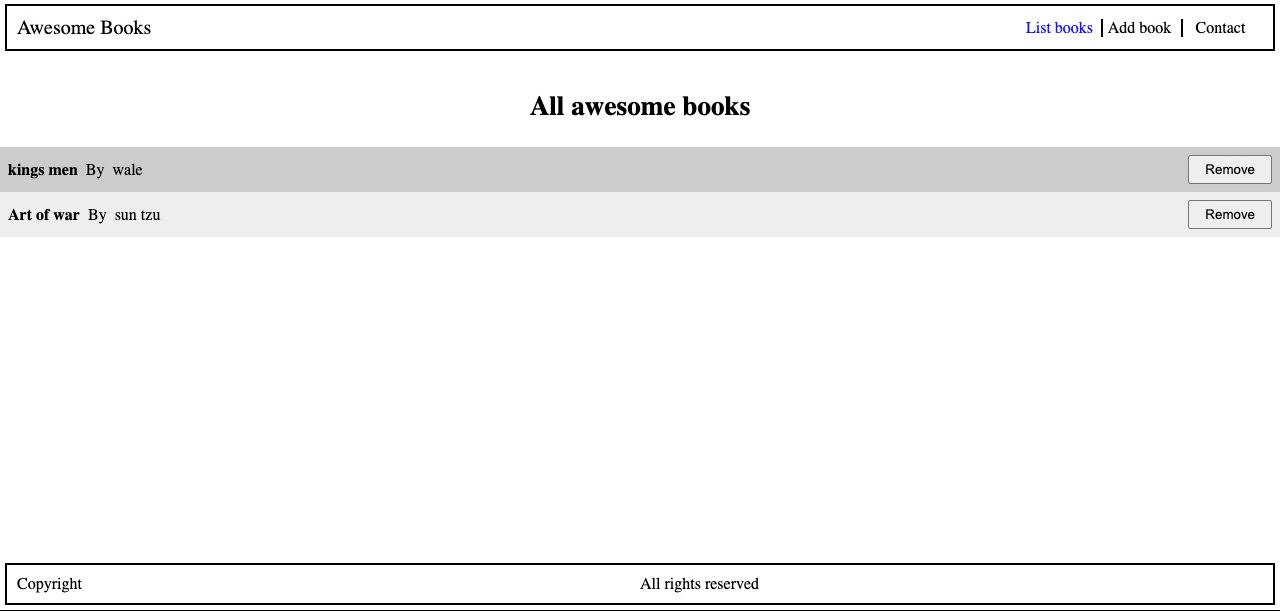 Awesome Books List books Add book Contact
All awesome books
kings men By wale Remove
Art of war By sun tzu Remove
Copyright All rights reserved